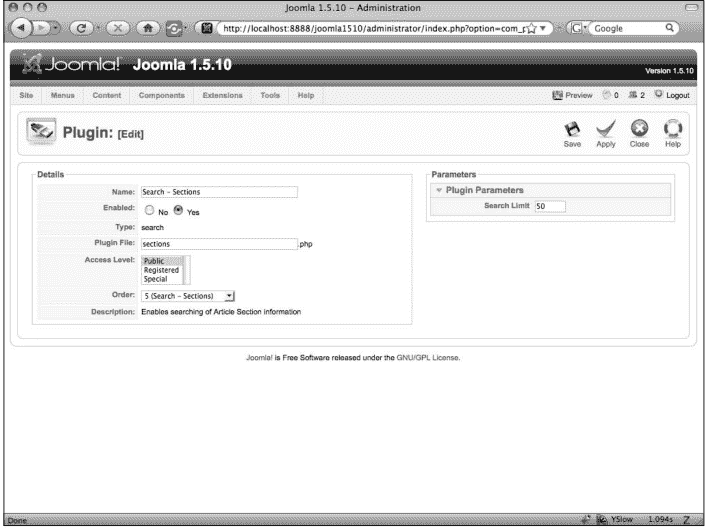 Joomla 1.5.10 – Administration
http://localhost:8888/joomla1510/administrator/index.php?option=com_p
Google
Joomla! Joomla 1.5.10
Version 1.5.10
Site Menus Content Components Extensions Tools Help Preview 0 2 Logout
Plugin: [Edit]
Save Apply Close Help
Details
Name: Search – Sections
Enabled: No Yes
Type: search
Plugin File: sections .php
Access Level: Public
Registered
Special
Order: 5 (Search – Sections)
Description: Enables searching of Article Section information
Parameters
Plugin Parameters
Search Limit 50
Joomla! is Free Software released under the GNU/GPL License.
Done YSlow 1.094s